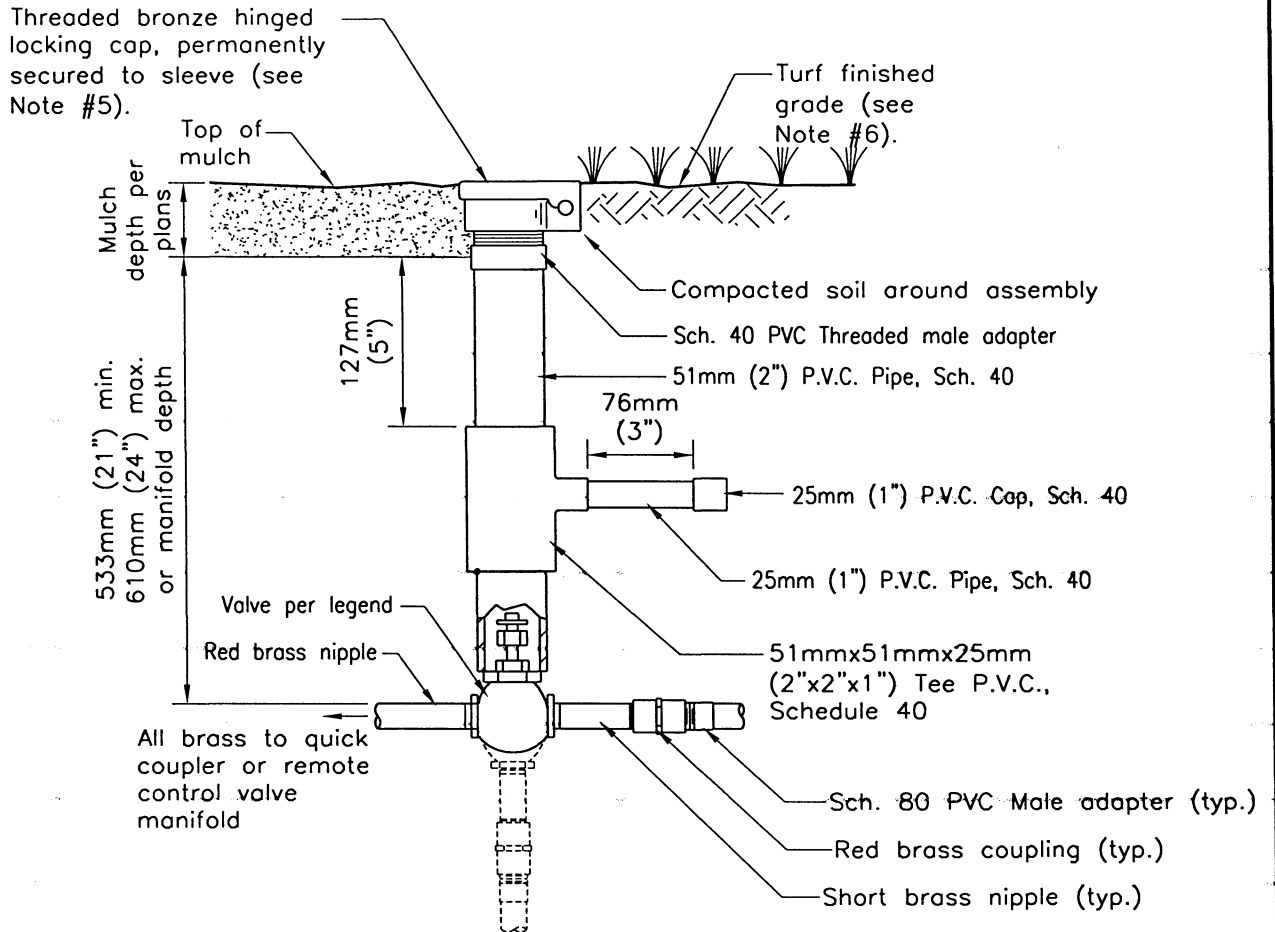 Threaded bronze hinged
locking cap, permanently
secured to sleeve (see
Note #5).
Turf finished
grade (see
Note #6).
Top of
mulch
Mulch
depth per
plans
Compacted soil around assembly
Sch. 40 PVC Threaded male adapter
127mm
(5")
51mm (2") P.V.C. Pipe, Sch. 40
76mm
(3")
533mm (21") min.
610mm (24") max.
or manifold depth
25mm (1") P.V.C. Cap, Sch. 40
25mm (1") P.V.C. Pipe, Sch. 40
Valve per legend
Red brass nipple
51mmx51mmx25mm
(2"x2"x1") Tee P.V.C.,
Schedule 40
All brass to quick
coupler or remote
control valve
manifold
Sch. 80 PVC Male adapter (typ.)
Red brass coupling (typ.)
Short brass nipple (typ.)